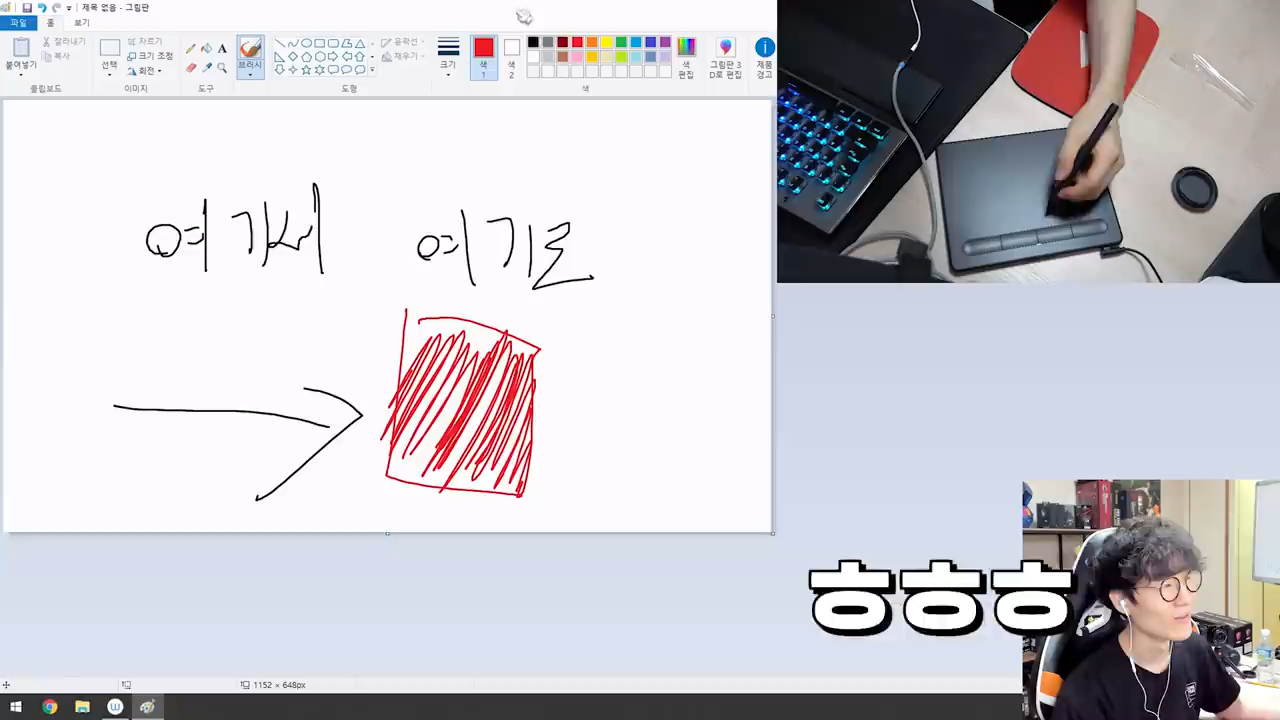 제목 없음 - 그림판
파일
홈
보기
붙여넣기
잘라내기
복사
클립보드
선택
자르기
크기 조정
회전
이미지
도구
브러시
윤곽선
채우기
도형
크기
색
1
색
2
색
편집
색
그림판 3
D로 편집
제품
경고
여기서 여기로
ㅎㅎㅎ
1152 × 648px